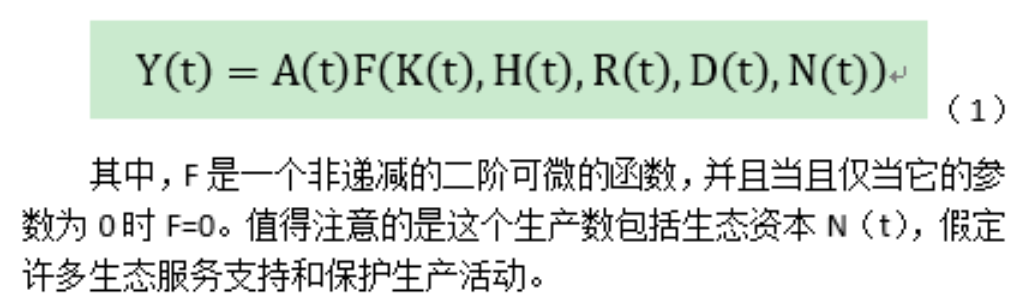 Y(t) = A(t)F(K(t), H(t), R(t), D(t), N(t))↵
（1）
其中，F 是一个非递减的二阶可微的函数，并且当且仅当它的参
数为 0 时 F=0。值得注意的是这个生产数包括生态资本 N（t），假定
许多生态服务支持和保护生产活动。